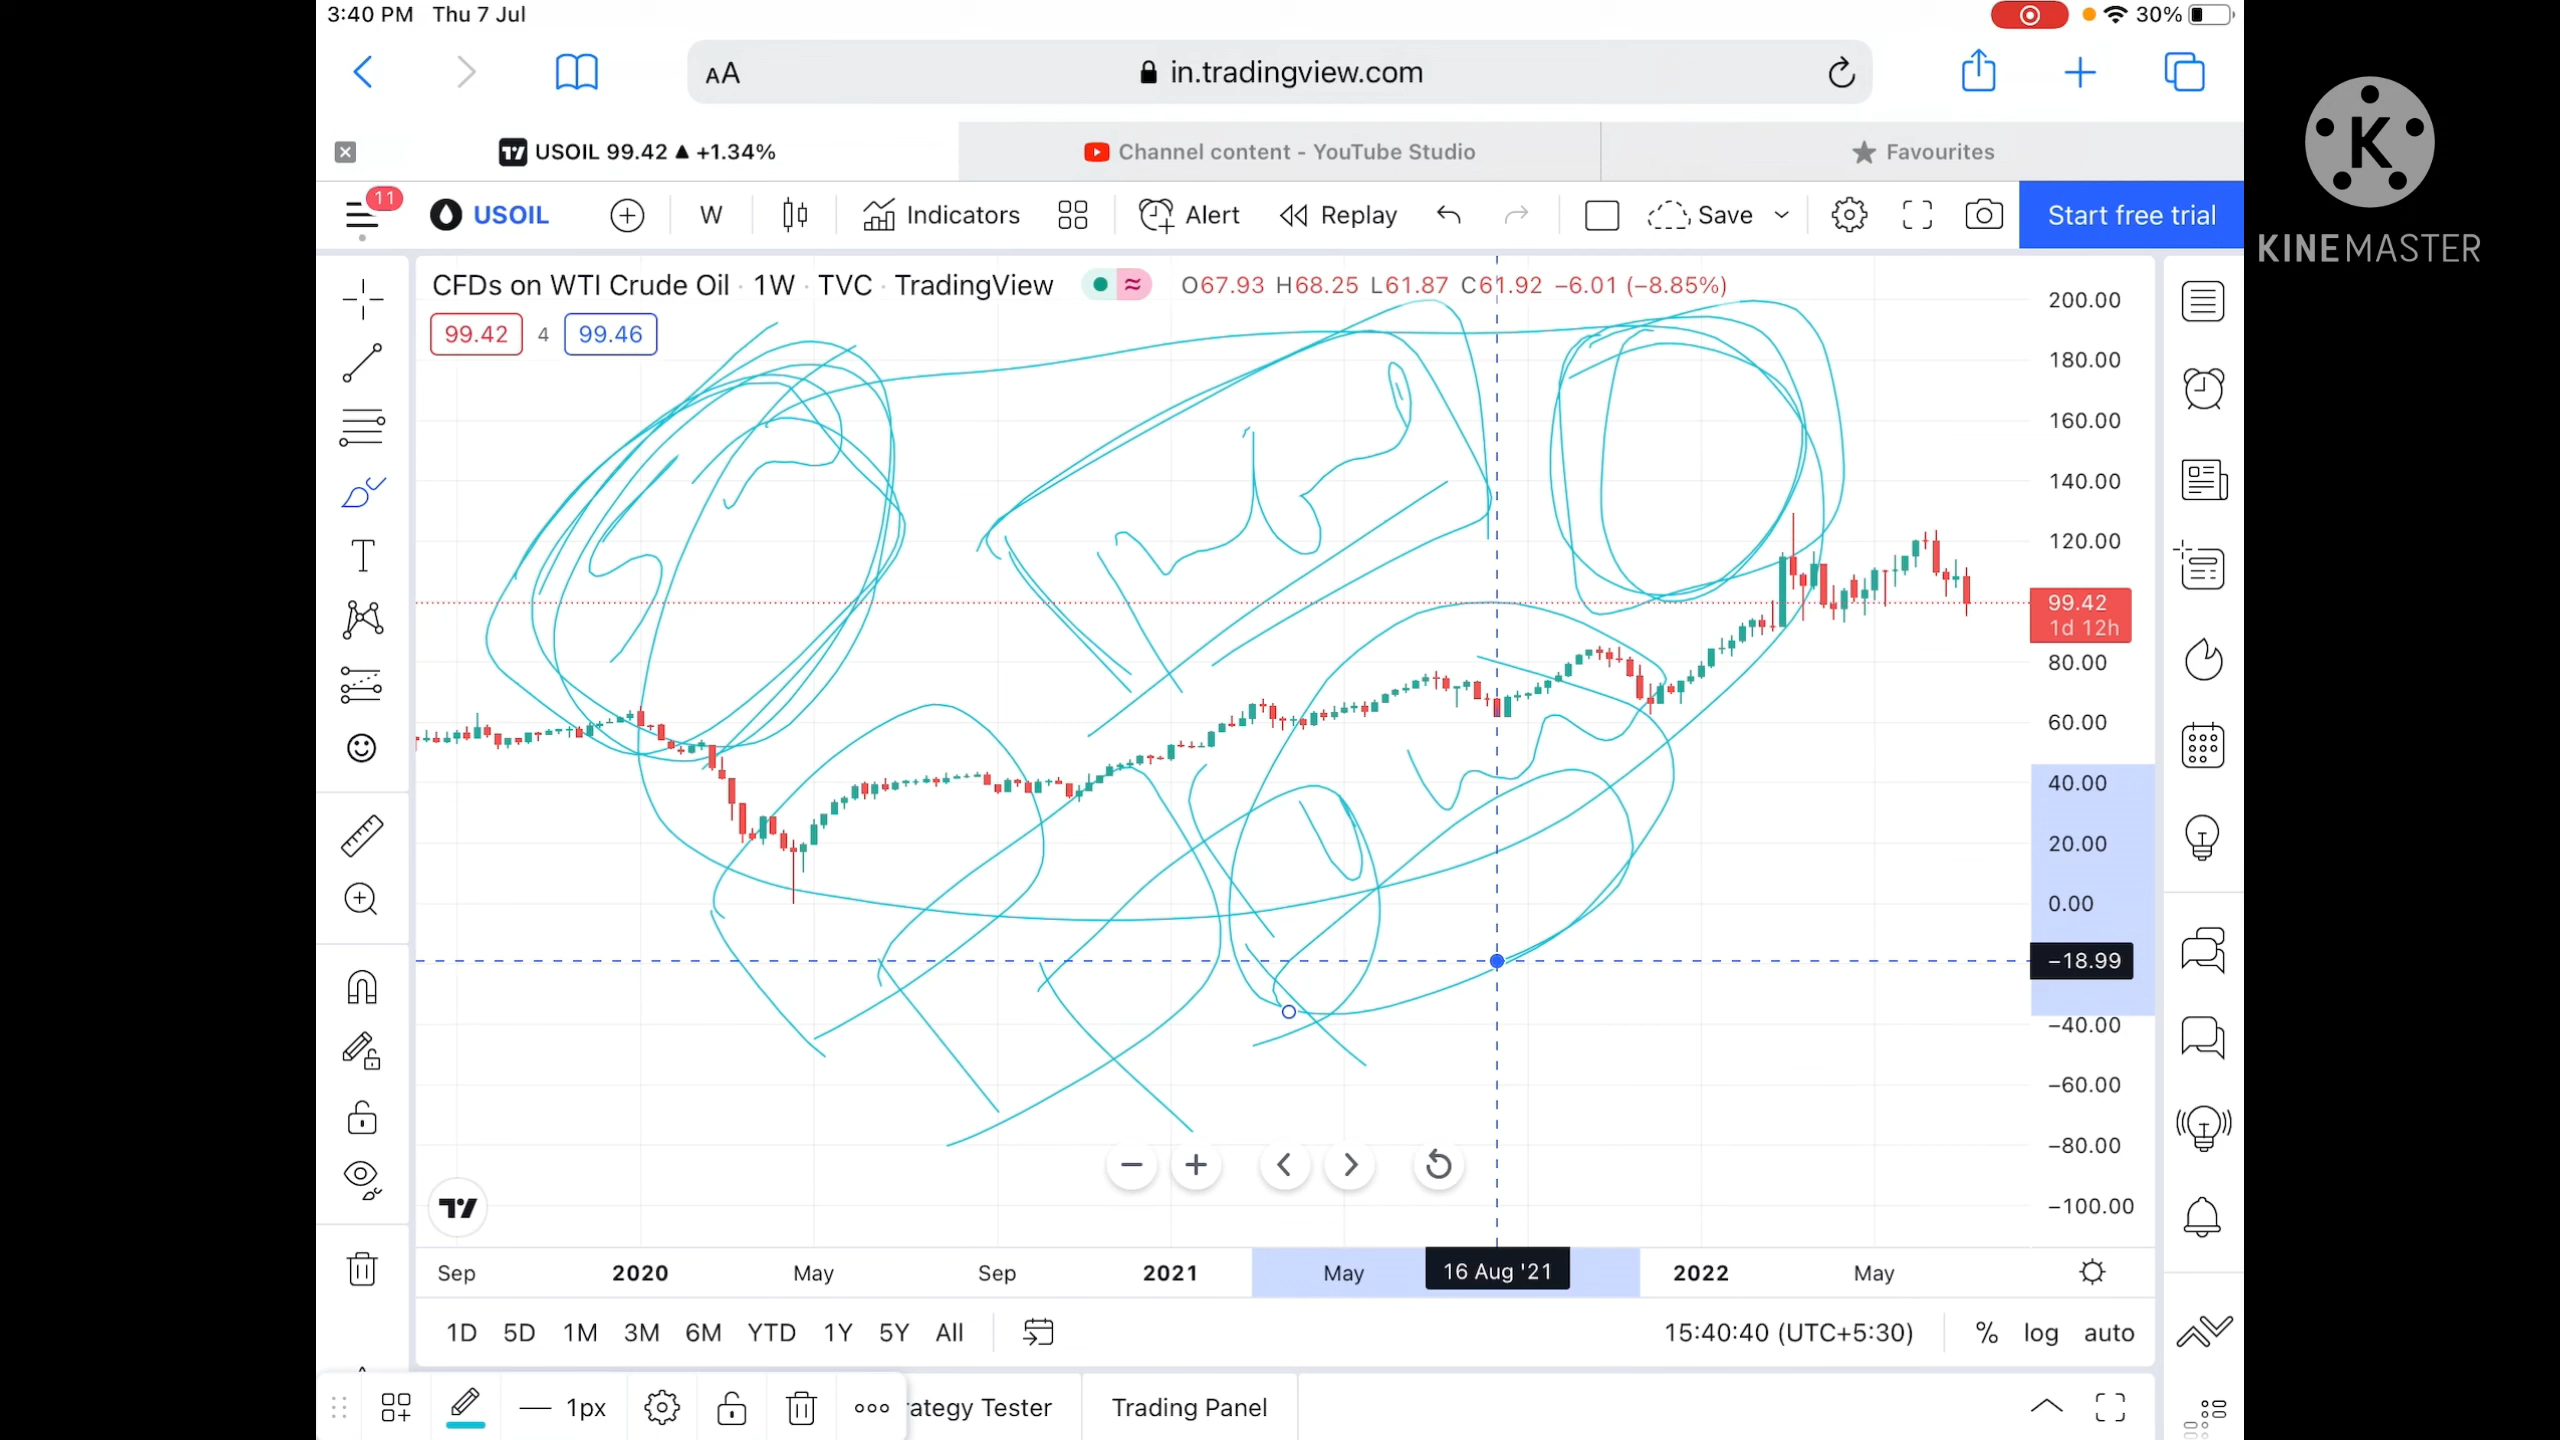 3:40 PM Thu 7 Jul 30%
AA in.tradingview.com
USOIL 99.42 ▲ +1.34% Channel content - YouTube Studio Favourites
K
KINEMASTER
11 USOIL W Indicators Alert Replay Save Start free trial
CFDs on WTI Crude Oil · 1W · TVC · TradingView O67.93 H68.25 L61.87 C61.92 −6.01 (−8.85%)
99.42 4 99.46
200.00
180.00
160.00
140.00
120.00
99.42
1d 12h
80.00
60.00
40.00
20.00
0.00
−18.99
−40.00
−60.00
−80.00
−100.00
Sep 2020 May Sep 2021 May 16 Aug '21 2022 May
1D 5D 1M 3M 6M YTD 1Y 5Y All 15:40:40 (UTC+5:30) % log auto
1px rategy Tester Trading Panel